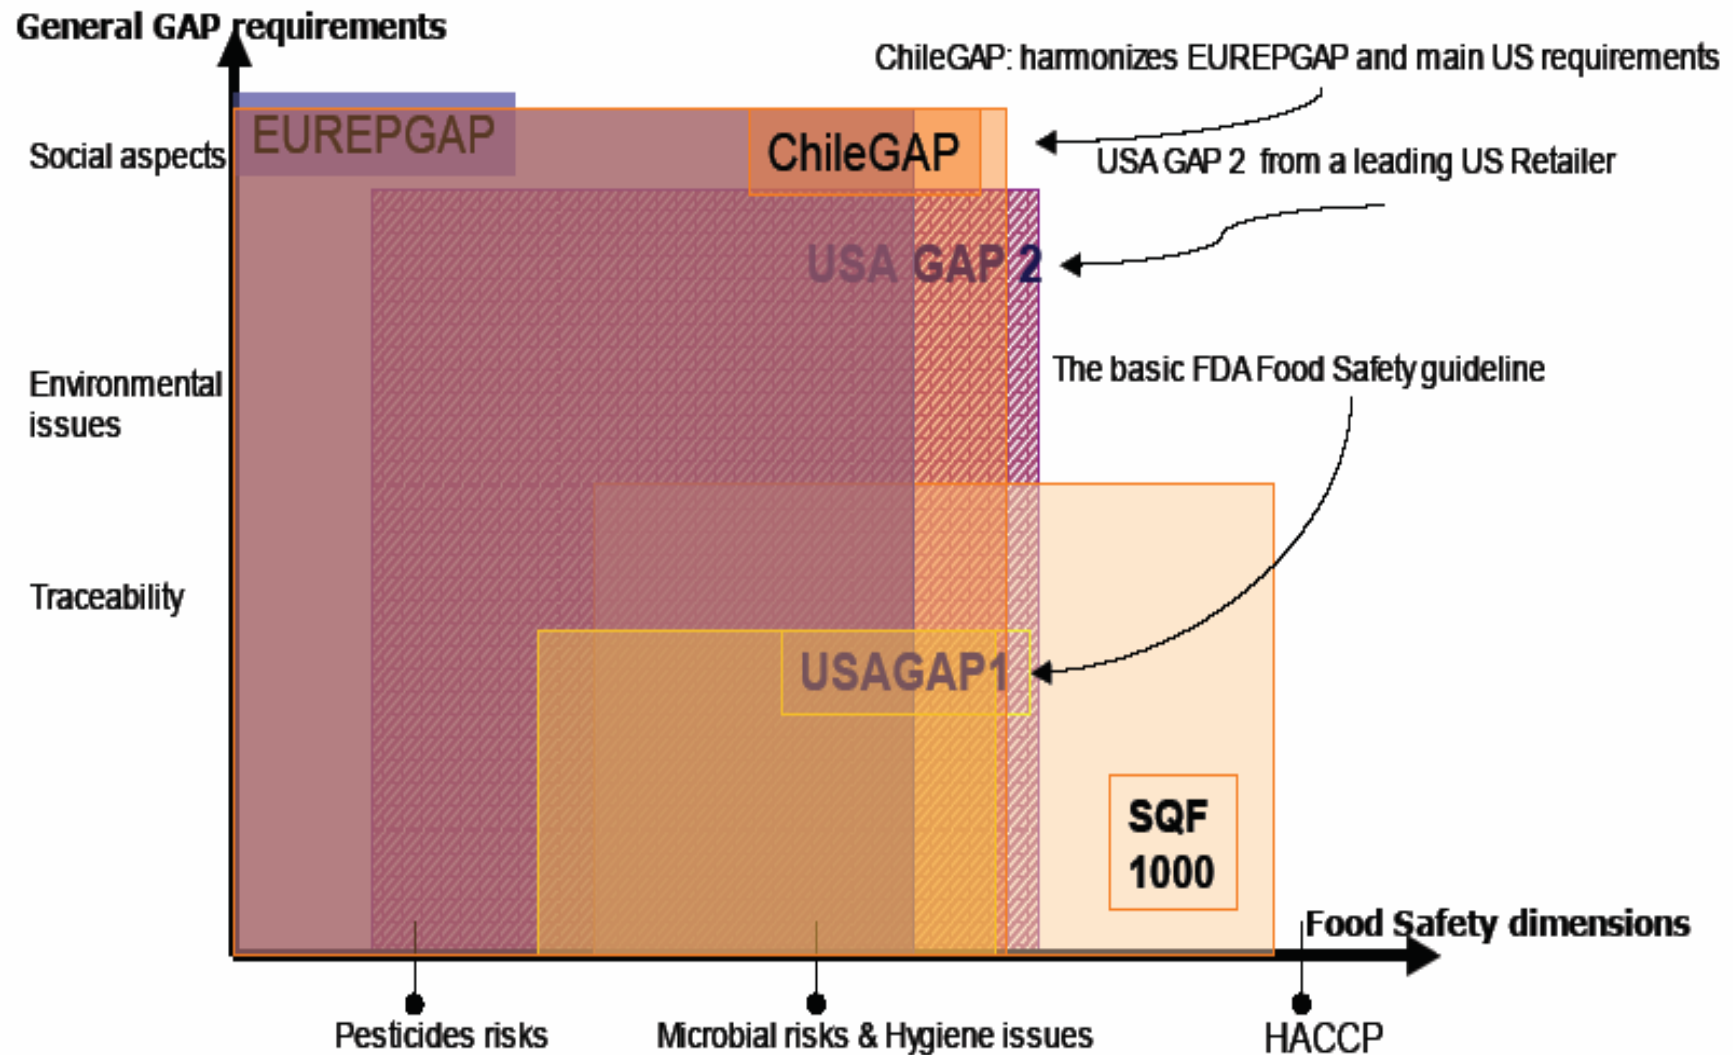 General GAP requirements
ChileGAP: harmonizes EUREPGAP and main US requirements
EUREPGAP
ChileGAP
Social aspects
USA GAP 2 from a leading US Retailer
USA GAP 2
Environmental
issues
The basic FDA Food Safety guideline
Traceability
USAGAP1
SQF
1000
Food Safety dimensions
Pesticides risks
Microbial risks & Hygiene issues
HACCP